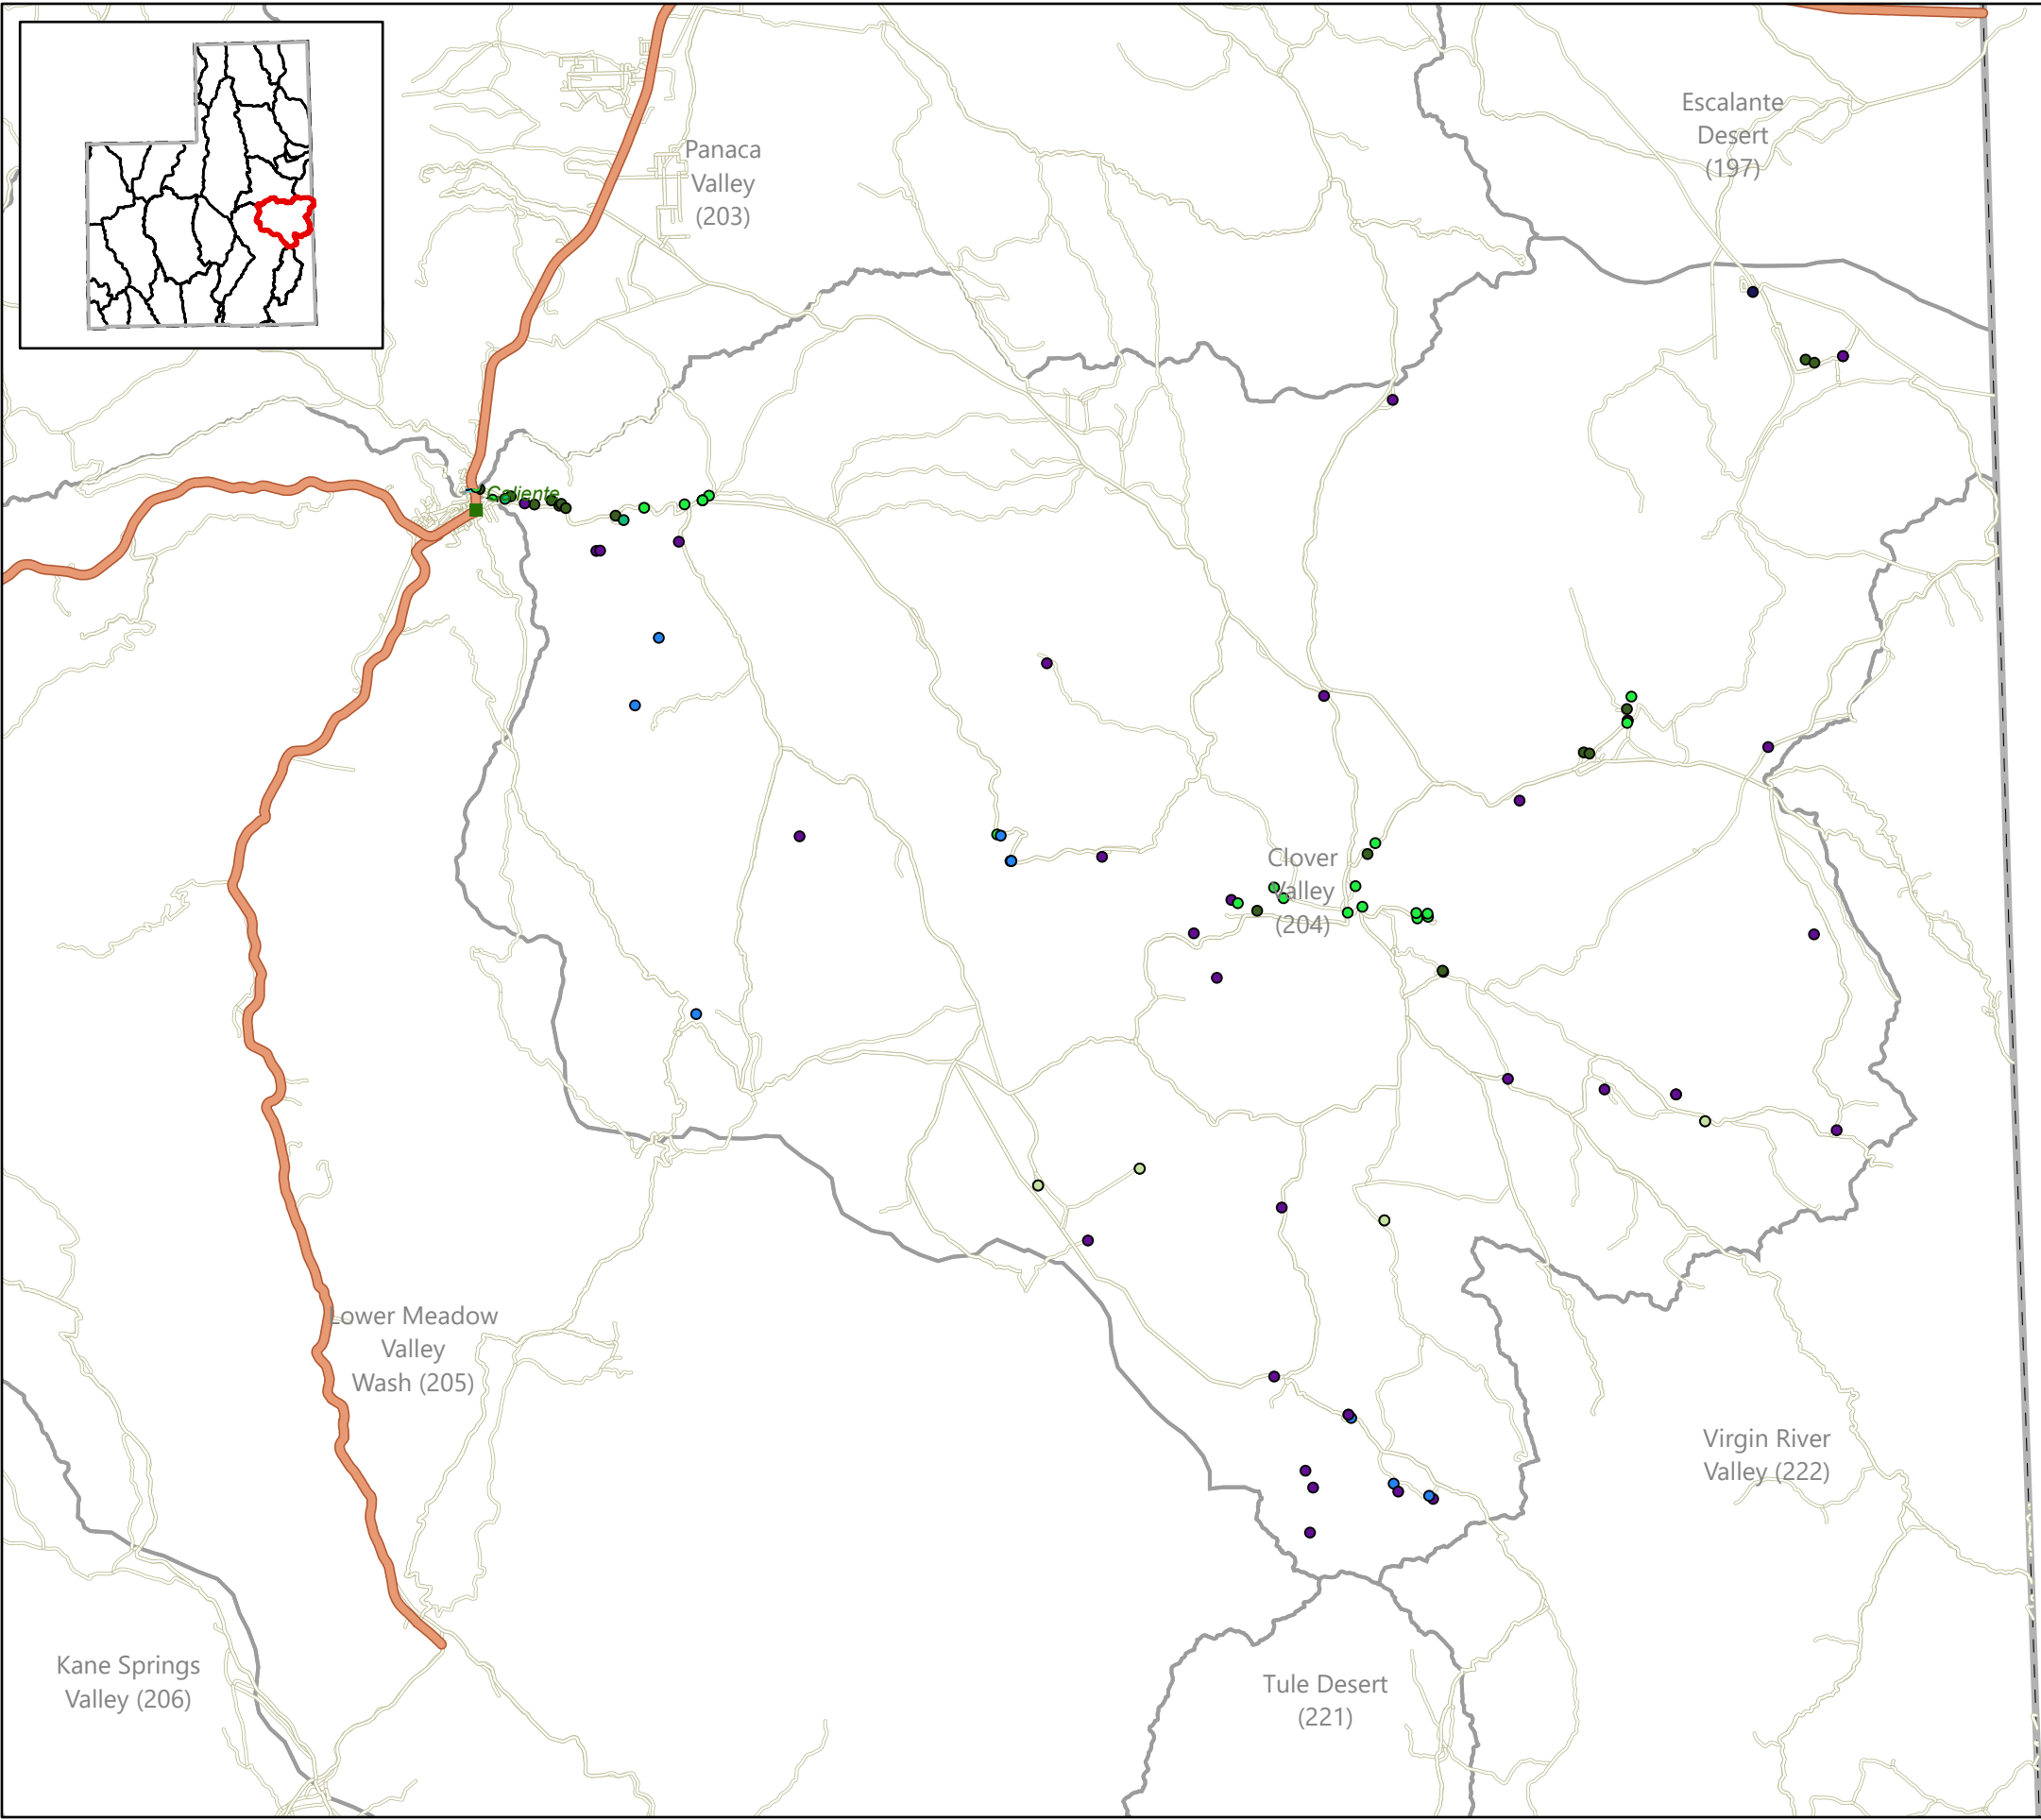 Escalante
Desert
(197)
Panaca
Valley
(203)
Caliente
Clover
Valley
(204)
Lower Meadow
Valley
Wash (205)
Virgin River
Valley (222)
Kane Springs
Valley (206)
Tule Desert
(221)